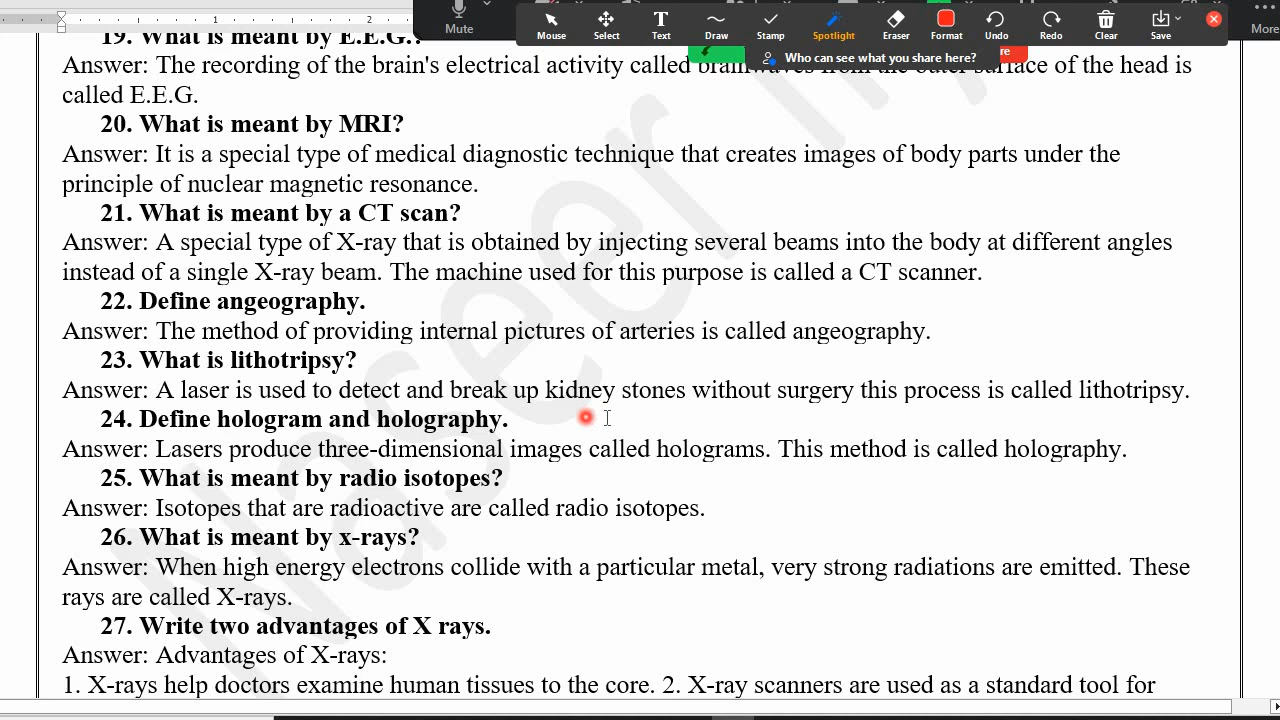 1 2
Mute Mouse Select Text Draw Stamp Spotlight Eraser Format Undo Redo Clear Save More
19. What is meant by E.E.G.?
Who can see what you share here?
Answer: The recording of the brain's electrical activity called brain waves from the outer surface of the head is
called E.E.G.
20. What is meant by MRI?
Answer: It is a special type of medical diagnostic technique that creates images of body parts under the
principle of nuclear magnetic resonance.
21. What is meant by a CT scan?
Answer: A special type of X-ray that is obtained by injecting several beams into the body at different angles
instead of a single X-ray beam. The machine used for this purpose is called a CT scanner.
22. Define angeography.
Answer: The method of providing internal pictures of arteries is called angeography.
23. What is lithotripsy?
Answer: A laser is used to detect and break up kidney stones without surgery this process is called lithotripsy.
24. Define hologram and holography.
Answer: Lasers produce three-dimensional images called holograms. This method is called holography.
25. What is meant by radio isotopes?
Answer: Isotopes that are radioactive are called radio isotopes.
26. What is meant by x-rays?
Answer: When high energy electrons collide with a particular metal, very strong radiations are emitted. These
rays are called X-rays.
27. Write two advantages of X rays.
Answer: Advantages of X-rays:
1. X-rays help doctors examine human tissues to the core. 2. X-ray scanners are used as a standard tool for
Naseer